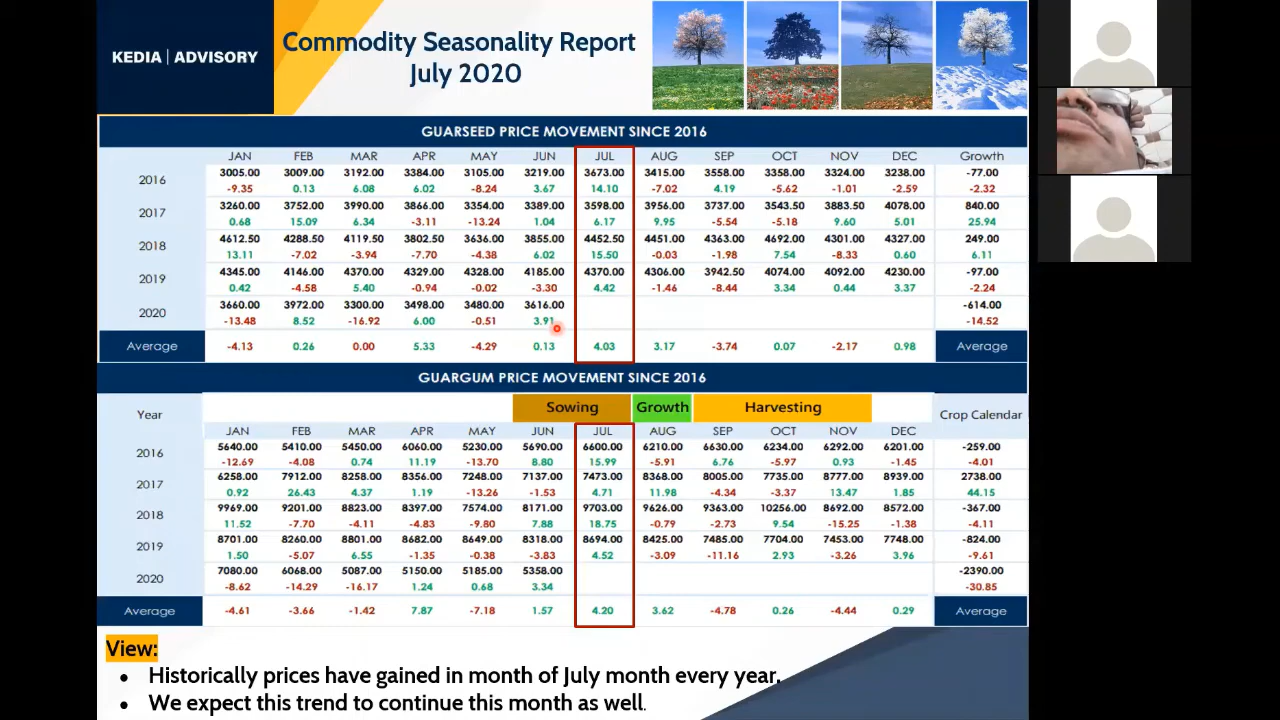 KEDIA | ADVISORY
Commodity Seasonality Report
July 2020
GUARSEED PRICE MOVEMENT SINCE 2016
JAN FEB MAR APR MAY JUN JUL AUG SEP OCT NOV DEC Growth
2016 3005.00 3009.00 3192.00 3384.00 3105.00 3219.00 3673.00 3415.00 3558.00 3358.00 3324.00 3238.00 -77.00
-9.35 0.13 6.08 6.02 -8.24 3.67 14.10 -7.02 4.19 -5.62 -1.01 -2.59 -2.32
2017 3260.00 3752.00 3990.00 3866.00 3354.00 3389.00 3598.00 3956.00 3737.00 3543.50 3883.50 4078.00 840.00
0.68 15.09 6.34 -3.11 -13.24 1.04 6.17 9.95 -5.54 -5.18 9.60 5.01 25.94
2018 4612.50 4288.50 4119.50 3802.50 3636.00 3855.00 4452.50 4451.00 4363.00 4692.00 4301.00 4327.00 249.00
13.11 -7.02 -3.94 -7.70 -4.38 6.02 15.50 -0.03 -1.98 7.54 -8.33 0.60 6.11
2019 4345.00 4146.00 4370.00 4329.00 4328.00 4185.00 4370.00 4306.00 3942.50 4074.00 4092.00 4230.00 -97.00
0.42 -4.58 5.40 -0.94 -0.02 -3.30 4.42 -1.46 -8.44 3.34 0.44 3.37 -2.24
2020 3660.00 3972.00 3300.00 3498.00 3480.00 3616.00 -614.00
-13.48 8.52 -16.92 6.00 -0.51 3.91 -14.52
Average -4.13 0.26 0.00 5.33 -4.29 0.13 4.03 3.17 -3.74 0.07 -2.17 0.98 Average
GUARGUM PRICE MOVEMENT SINCE 2016
Year Sowing Growth Harvesting Crop Calendar
JAN FEB MAR APR MAY JUN JUL AUG SEP OCT NOV DEC
2016 5640.00 5410.00 5450.00 6060.00 5230.00 5690.00 6600.00 6210.00 6630.00 6234.00 6292.00 6201.00 -259.00
-12.69 -4.08 0.74 11.19 -13.70 8.80 15.99 -5.91 6.76 -5.97 0.93 -1.45 -4.01
2017 6258.00 7912.00 8258.00 8356.00 7248.00 7137.00 7473.00 8368.00 8005.00 7735.00 8777.00 8939.00 2738.00
0.92 26.43 4.37 1.19 -13.26 -1.53 4.71 11.98 -4.34 -3.37 13.47 1.85 44.15
2018 9969.00 9201.00 8823.00 8397.00 7574.00 8171.00 9703.00 9626.00 9363.00 10256.00 8692.00 8572.00 -367.00
11.52 -7.70 -4.11 -4.83 -9.80 7.88 18.75 -0.79 -2.73 9.54 -15.25 -1.38 -4.11
2019 8701.00 8260.00 8801.00 8682.00 8649.00 8318.00 8694.00 8425.00 7485.00 7704.00 7453.00 7748.00 -824.00
1.50 -5.07 6.55 -1.35 -0.38 -3.83 4.52 -3.09 -11.16 2.93 -3.26 3.96 -9.61
2020 7080.00 6068.00 5087.00 5150.00 5185.00 5358.00 -2390.00
-8.62 -14.29 -16.17 1.24 0.68 3.34 -30.85
Average -4.61 -3.66 -1.42 7.87 -7.18 1.57 4.20 3.62 -4.78 0.26 -4.44 0.29 Average
View:
● Historically prices have gained in month of July month every year.
● We expect this trend to continue this month as well.